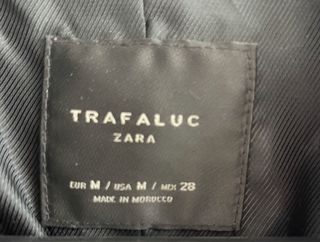 TRAFALUC
ZARA
EUR M / USA M / MEX 28
MADE IN MOROCCO